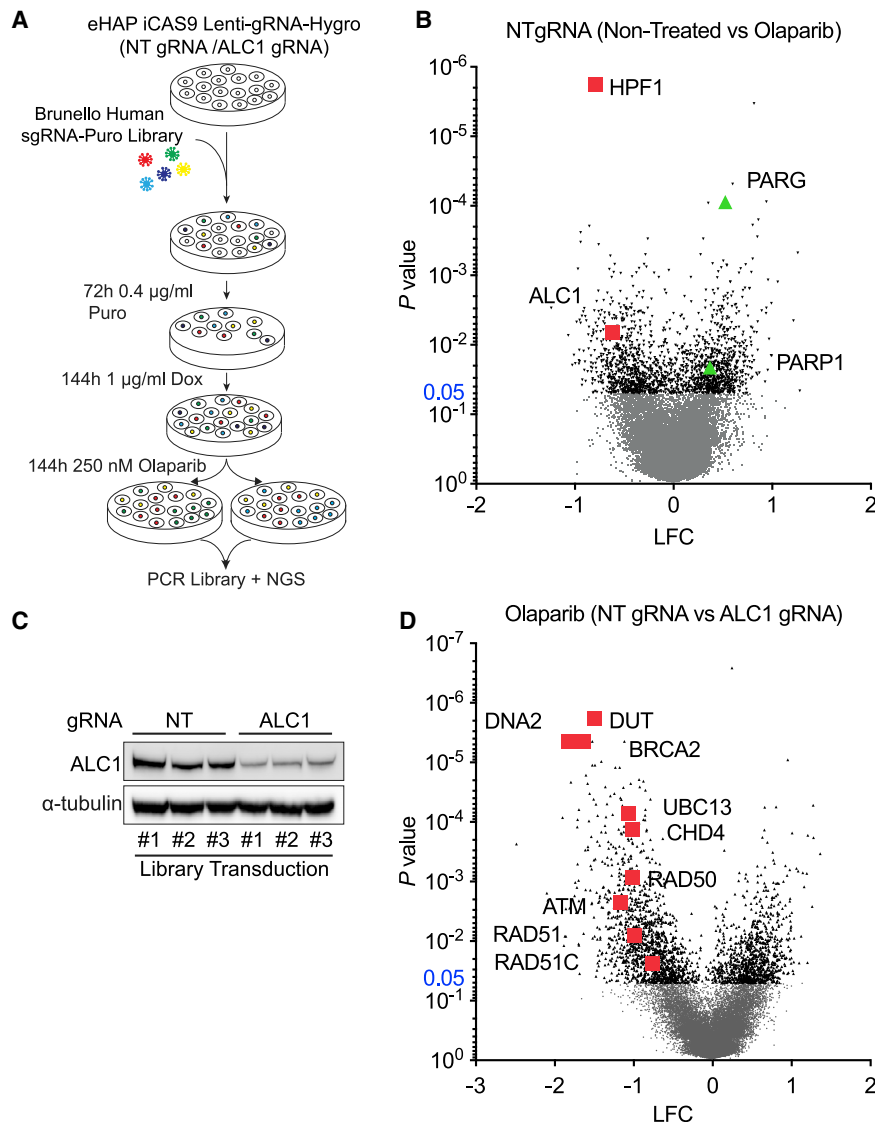 A
eHAP iCAS9 Lenti-gRNA-Hygro
(NT gRNA /ALC1 gRNA)
Brunello Human
sgRNA-Puro Library
72h 0.4 µg/ml
Puro
144h 1 µg/ml Dox
144h 250 nM Olaparib
PCR Library + NGS
B
NTgRNA (Non-Treated vs Olaparib)
10-6
10-5
10-4
10-3
10-2
0.05
10-1
100
P value
HPF1
PARG
ALC1
PARP1
-2
-1
0
1
2
LFC
C
gRNA NT ALC1
ALC1
α-tubulin
#1 #2 #3 #1 #2 #3
Library Transduction
D
Olaparib (NT gRNA vs ALC1 gRNA)
10-7
10-6
10-5
10-4
10-3
10-2
0.05
10-1
100
P value
DNA2
DUT
BRCA2
UBC13
CHD4
RAD50
ATM
RAD51
RAD51C
-3
-2
-1
0
1
2
LFC